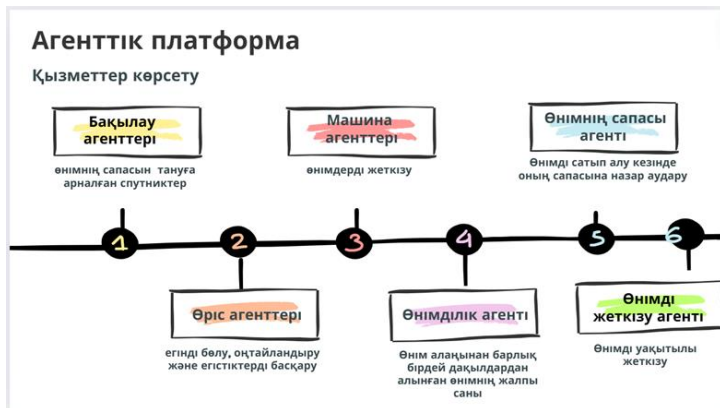 Агенттік платформа
Қызметтер көрсету
Бақылау
агенттері
өнімнің сапасын тануға
арналған спутниктер
Машина
агенттері
өнімдерді жеткізу
Өнімнің сапасы
агенті
Өнімді сатып алу кезінде
оның сапасына назар аудару
1
2
3
4
5
6
Өріс агенттері
егінді бөлу, оңтайландыру
және егістіктерді басқару
Өнімділік агенті
Өнім алаңынан барлық
бірдей дақылдардан
алынған өнімнің жалпы
саны
Өнімді
жеткізу агенті
Өнімді уақытылы
жеткізу